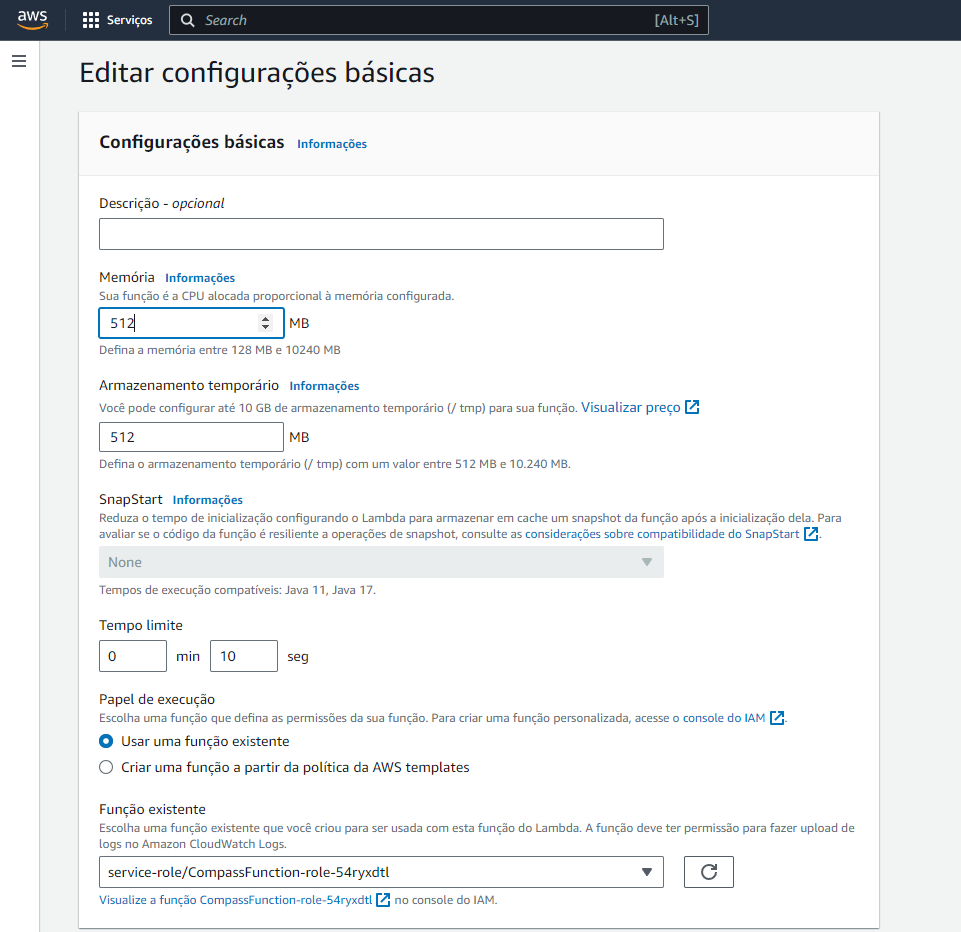 aws Serviços Search [Alt+S]
Editar configurações básicas
Configurações básicas Informações
Descrição - opcional
Memória Informações
Sua função é a CPU alocada proporcional à memória configurada.
512 MB
Defina a memória entre 128 MB e 10240 MB
Armazenamento temporário Informações
Você pode configurar até 10 GB de armazenamento temporário (/ tmp) para sua função. Visualizar preço
512 MB
Defina o armazenamento temporário (/ tmp) com um valor entre 512 MB e 10.240 MB.
SnapStart Informações
Reduza o tempo de inicialização configurando o Lambda para armazenar em cache um snapshot da função após a inicialização dela. Para
avaliar se o código da função é resiliente a operações de snapshot, consulte as considerações sobre compatibilidade do SnapStart .
None
Tempos de execução compatíveis: Java 11, Java 17.
Tempo limite
0 min 10 seg
Papel de execução
Escolha uma função que defina as permissões da sua função. Para criar uma função personalizada, acesse o console do IAM .
Usar uma função existente
Criar uma função a partir da política da AWS templates
Função existente
Escolha uma função existente que você criou para ser usada com esta função do Lambda. A função deve ter permissão para fazer upload de
logs no Amazon CloudWatch Logs.
service-role/CompassFunction-role-54ryxdtl
Visualize a função CompassFunction-role-54ryxdtl no console do IAM.